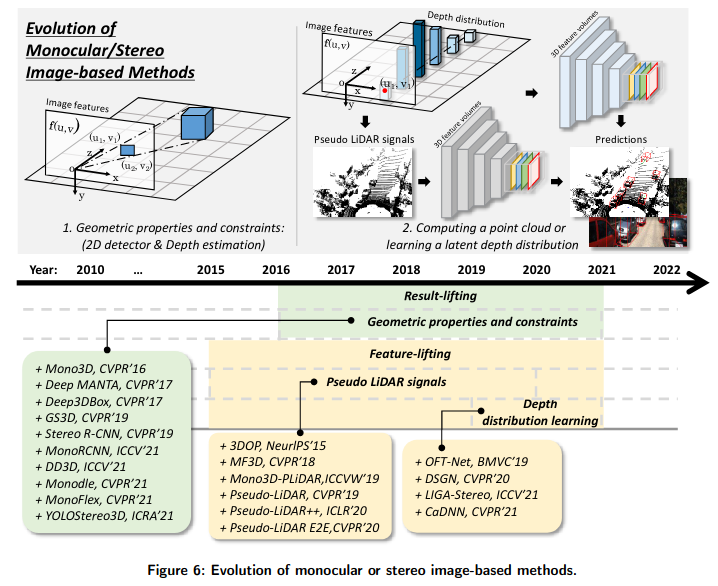 Evolution of
Monocular/Stereo
Image-based Methods
Image features
f(u,v)
(u₁, v₁)
z
o
x
(u₂, v₂)
y
1. Geometric properties and constraints:
(2D detector & Depth estimation)
Image features
Depth distribution
f(u,v)
z
o
x
(u₁, v₁)
y
3D feature volumes
Pseudo LiDAR signals
3D feature volumes
Predictions
2. Computing a point cloud or
learning a latent depth distribution
Year: 2010 ... 2015 2016 2017 2018 2019 2020 2021 2022
Result-lifting
Geometric properties and constraints
Feature-lifting
Pseudo LiDAR signals
Depth
distribution learning
+ Mono3D, CVPR'16
+ Deep MANTA, CVPR'17
+ Deep3DBox, CVPR'17
+ GS3D, CVPR'19
+ Stereo R-CNN, CVPR'19
+ MonoRCNN, ICCV'21
+ DD3D, ICCV'21
+ Monodle, CVPR'21
+ MonoFlex, CVPR'21
+ YOLOStereo3D, ICRA'21
+ 3DOP, NeurIPS'15
+ MF3D, CVPR'18
+ Mono3D-PLiDAR,ICCVW'19
+ Pseudo-LiDAR, CVPR'19
+ Pseudo-LiDAR++, ICLR'20
+ Pseudo-LiDAR E2E,CVPR'20
+ OFT-Net, BMVC'19
+ DSGN, CVPR'20
+ LIGA-Stereo, ICCV'21
+ CaDNN, CVPR'21
Figure 6: Evolution of monocular or stereo image-based methods.